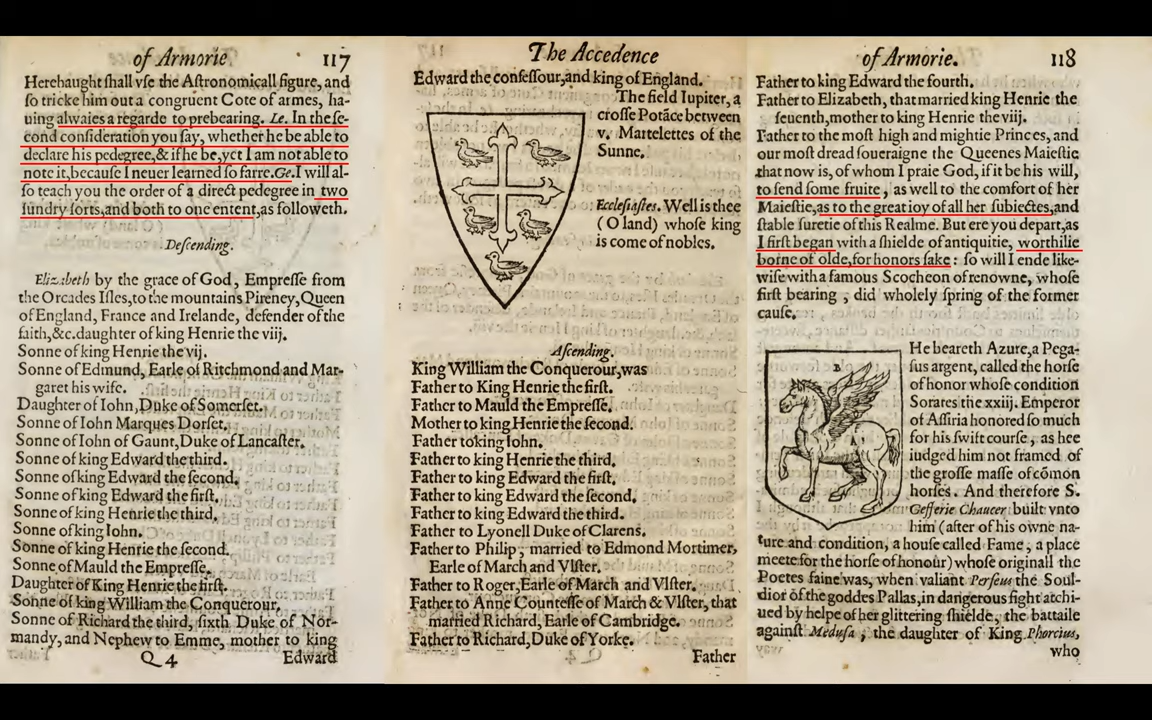 of Armorie. 117
Herehaught ſhall vſe the Aſtronomicall figure, and
ſo tricke him out a congruent Cote of armes, ha-
uing alwaies a regarde to prebearing. Le. In the ſe-
cond conſideration you ſay, whether he be able to
declare his pedegree,& if he be,yet I am not able to
note it,becauſe I neuer learned ſo farre.Ge.I will al-
ſo teach you the order of a direct pedegree in two
ſundry ſorts,and both to one entent,as followeth.
Deſcending.
Elizabeth by the grace of God, Empreſſe from
the Orcades Iſles,to the mountains Pireney,Queen
of England, France and Irelande, defender of the
faith,&c.daughter of king Henrie the viij.
Sonne of king Henrie the vij.
Sonne of Edmund, Earle of Ritchmond and Mar-
garet his wife.
Daughter of Iohn,Duke of Somerſet.
Sonne of Iohn Marques Dorſet.
Sonne of Iohn of Gaunt,Duke of Lancaſter.
Sonne of king Edward the third.
Sonne of king Edward the ſecond.
Sonne of king Edward the firſt.
Sonne of king Henrie the third.
Sonne of king Iohn.
Sonne of king Henrie the ſecond.
Sonne of Mauld the Empreſſe.
Daughter of King Henrie the firſt.
Sonne of king William the Conquerour.
Sonne of Richard the third, ſixth Duke of Nor-
mandy, and Nephew to Emme, mother to king
Q 4 Edward
The Accedence
Edward the confeſſour,and king of England.
The field Iupiter, a
croſſe Potāce between
v. Martelettes of the
Sunne.
Eccleſiaſtes. Well is thee
(O land) whoſe king
is come of nobles.
Aſcending.
King William the Conquerour,was
Father to King Henrie the firſt.
Father to Mauld the Empreſſe.
Mother to king Henrie the ſecond.
Father to king Iohn.
Father to king Henrie the third.
Father to king Edward the firſt.
Father to king Edward the ſecond.
Father to king Edward the third.
Father to Lyonell Duke of Clarens.
Father to Philip, married to Edmond Mortimer,
Earle of March and Vlſter.
Father to Roger,Earle of March and Vlſter.
Father to Anne Counteſſe of March & Vlſter, that
married Richard, Earle of Cambridge.
Father to Richard,Duke of Yorke.
Father
of Armorie. 118
Father to king Edward the fourth.
Father to Elizabeth, that married king Henrie the
ſeuenth,mother to king Henrie the viij.
Father to the moſt high and mightie Princes, and
our moſt dread ſoueraigne the Queenes Maieſtie
that now is, of whom I praie God, if it be his will,
to ſend ſome fruite, as well to the comfort of her
Maieſtie,as to the great ioy of all her ſubiectes,and
ſtable ſuretie of this Realme. But ere you depart,as
I firſt began with a ſhielde of antiquitie, worthilie
borne of olde,for honors ſake: ſo will I ende like-
wiſe with a famous Scocheon of renowne, whoſe
firſt bearing, did wholely ſpring of the former
cauſe.
He beareth Azure,a Pega-
ſus argent, called the horſe
of honor whoſe condition
Sorares the xxiij. Emperor
of Aſſiria honored ſo much
for his ſwift courſe, as hee
iudged him not framed of
the groſſe maſſe of cōmon
horſes. And therefore S.
Gefferie Chaucer built vnto
him (after of his owne na-
ture and condition, a houſe called Fame, a place
meete for the horſe of honour) whoſe originall the
Poetes faine was, when valiant Perſeus the Soul-
dior of the goddes Pallas,in dangerous fight atchi-
ued by helpe of her glittering ſhielde, the battaile
againſt Meduſa, the daughter of King Phorcius,
who